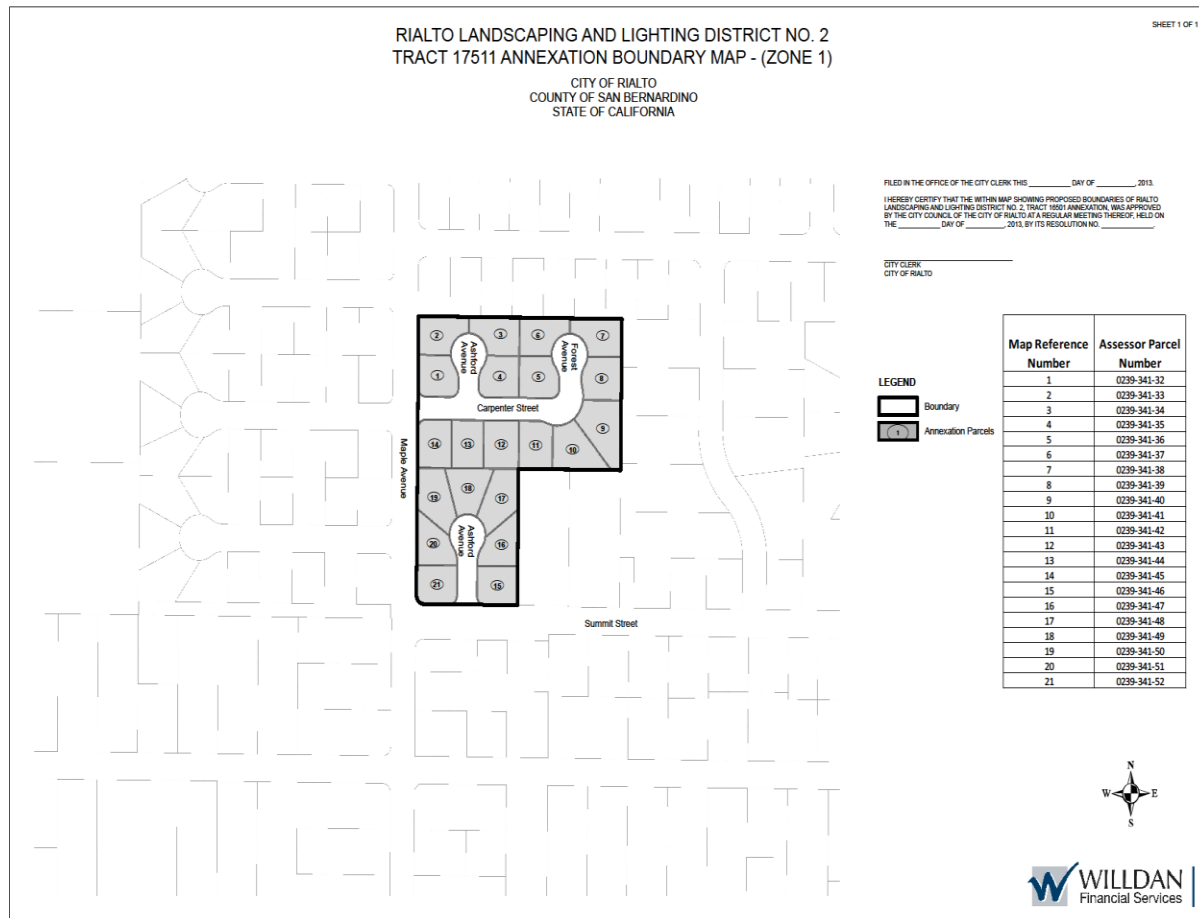 SHEET 1 OF 1
RIALTO LANDSCAPING AND LIGHTING DISTRICT NO. 2
TRACT 17511 ANNEXATION BOUNDARY MAP - (ZONE 1)
CITY OF RIALTO
COUNTY OF SAN BERNARDINO
STATE OF CALIFORNIA
FILED IN THE OFFICE OF THE CITY CLERK THIS __________ DAY OF __________, 2013.
I HEREBY CERTIFY THAT THE WITHIN MAP SHOWING PROPOSED BOUNDARIES OF RIALTO
LANDSCAPING AND LIGHTING DISTRICT NO. 2, TRACT 16501 ANNEXATION, WAS APPROVED
BY THE CITY COUNCIL OF THE CITY OF RIALTO AT A REGULAR MEETING THEREOF, HELD ON
THE __________ DAY OF __________, 2013, BY ITS RESOLUTION NO. ____________.
CITY CLERK
CITY OF RIALTO
2
3
6
7
Ashford
Avenue
Forest
Avenue
1
4
5
8
Carpenter Street
9
14
13
12
11
10
Maple Avenue
19
18
17
Ashford
Avenue
20
16
21
15
Summit Street
LEGEND
Boundary
1
Annexation Parcels
Map Reference Number Assessor Parcel Number
1 0239-341-32
2 0239-341-33
3 0239-341-34
4 0239-341-35
5 0239-341-36
6 0239-341-37
7 0239-341-38
8 0239-341-39
9 0239-341-40
10 0239-341-41
11 0239-341-42
12 0239-341-43
13 0239-341-44
14 0239-341-45
15 0239-341-46
16 0239-341-47
17 0239-341-48
18 0239-341-49
19 0239-341-50
20 0239-341-51
21 0239-341-52
N
W E
S
WILLDAN
Financial Services